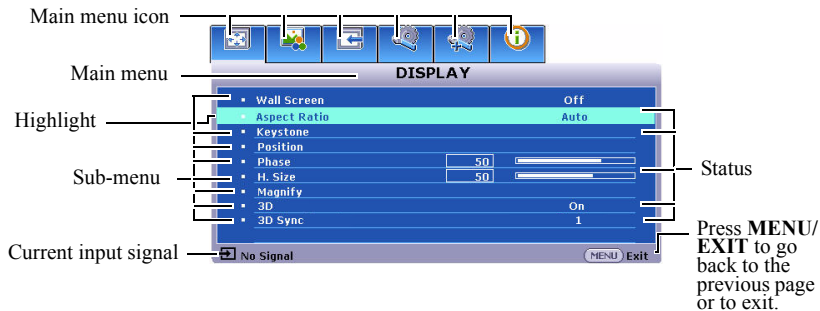 Main menu icon
Main menu
DISPLAY
Wall Screen Off
Highlight
Aspect Ratio Auto
Keystone
Position
Phase 50
Sub-menu
H. Size 50
Status
Magnify
3D On
3D Sync 1
Current input signal
No Signal
MENU Exit
Press MENU/
EXIT to go
back to the
previous page
or to exit.